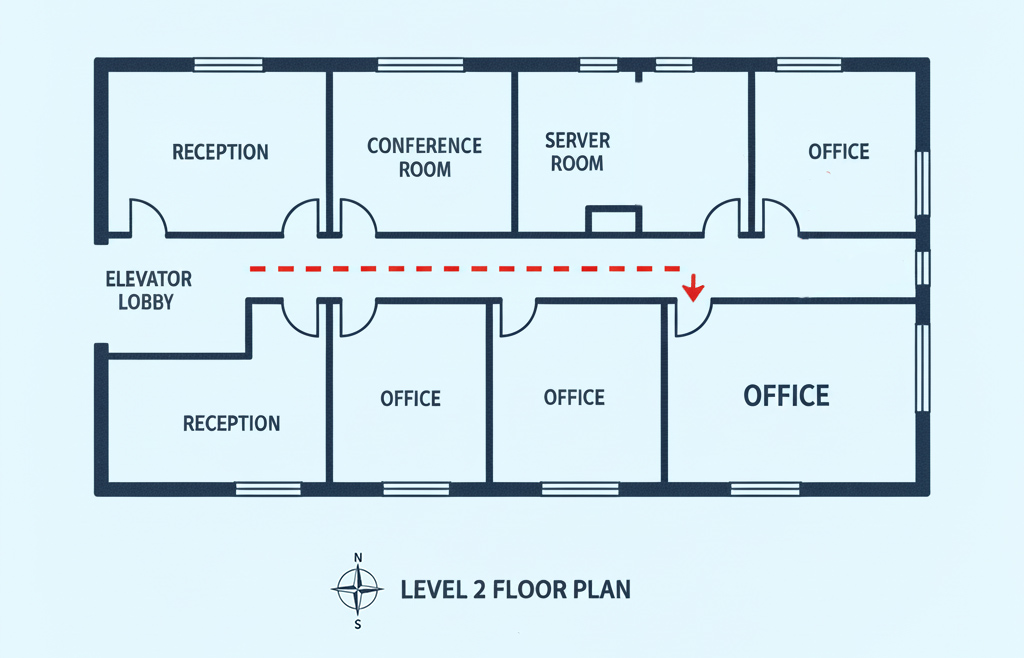 RECEPTION
CONFERENCE
ROOM
SERVER
ROOM
OFFICE
ELEVATOR
LOBBY
RECEPTION
OFFICE
OFFICE
OFFICE
N
S
LEVEL 2 FLOOR PLAN